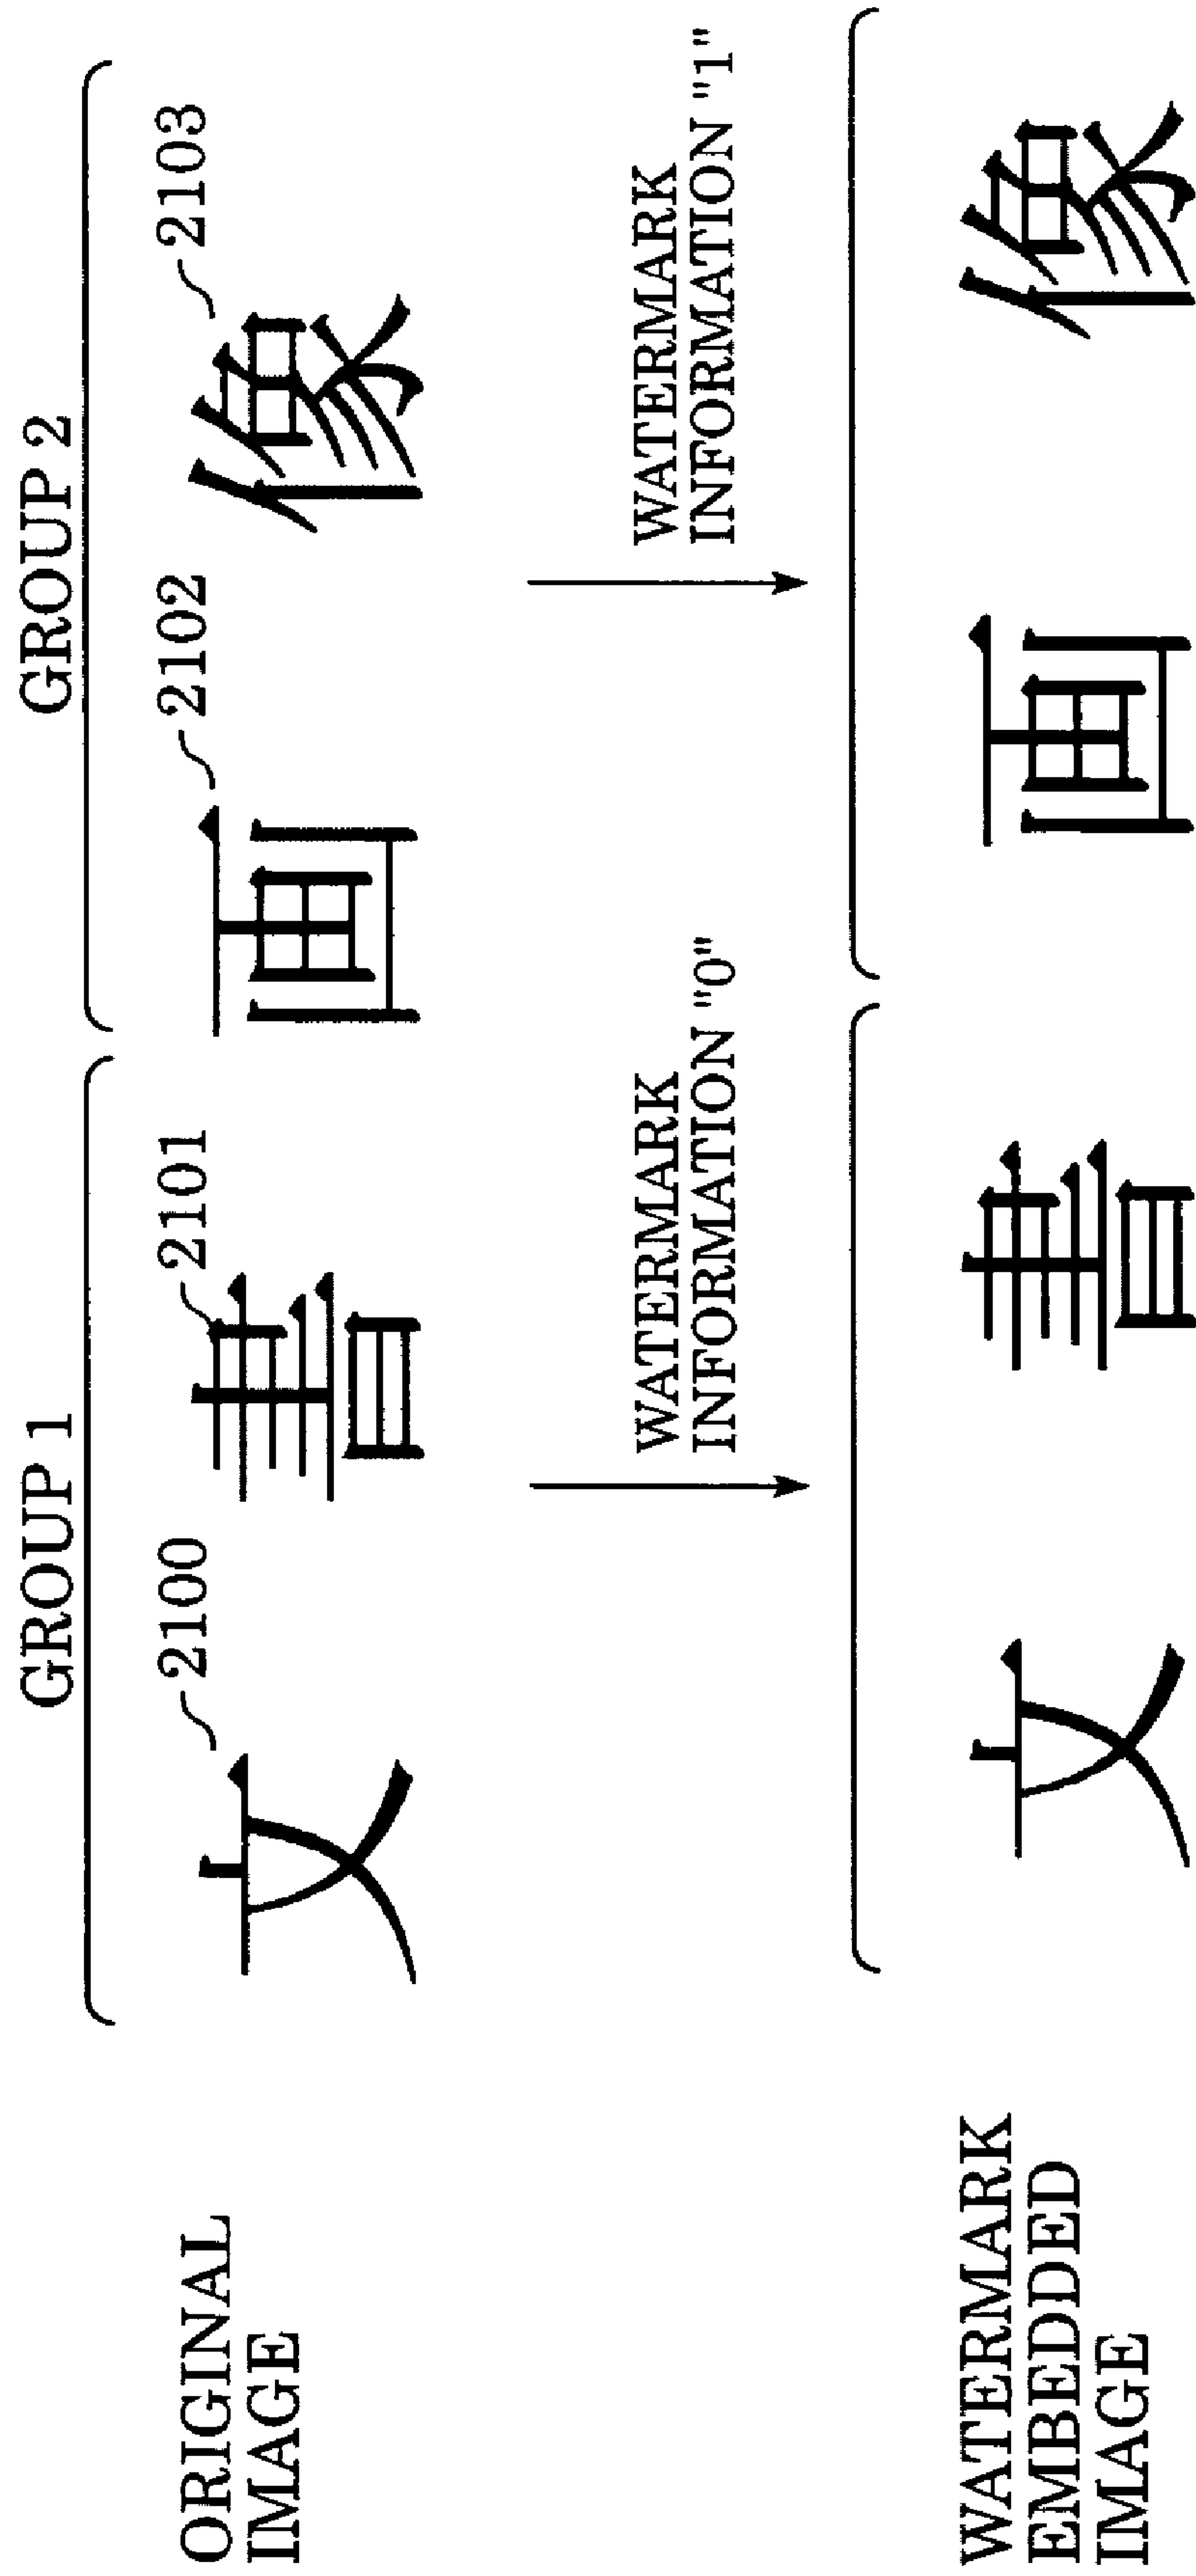 GROUP 1
GROUP 2
2100
2101
2102
2103
ORIGINAL
IMAGE
文
書
画
像
WATERMARK
INFORMATION "0"
WATERMARK
INFORMATION "1"
WATERMARK
EMBEDDED
IMAGE
文
書
画
像